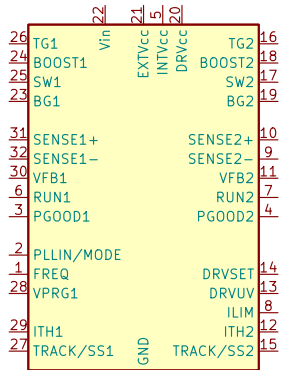 22 21 5 20
Vin EXTVcc INTVcc DRVcc
26 TG1 TG2 16
24 BOOST1 BOOST2 18
25 SW1 SW2 17
23 BG1 BG2 19
31 SENSE1+ SENSE2+ 10
32 SENSE1− SENSE2− 9
30 VFB1 VFB2 11
6 RUN1 RUN2 7
3 PGOOD1 PGOOD2 4
2 PLLIN/MODE
1 FREQ DRVSET 14
28 VPRG1 DRVUV 13
ILIM 8
29 ITH1 ITH2 12
27 TRACK/SS1 GND TRACK/SS2 15